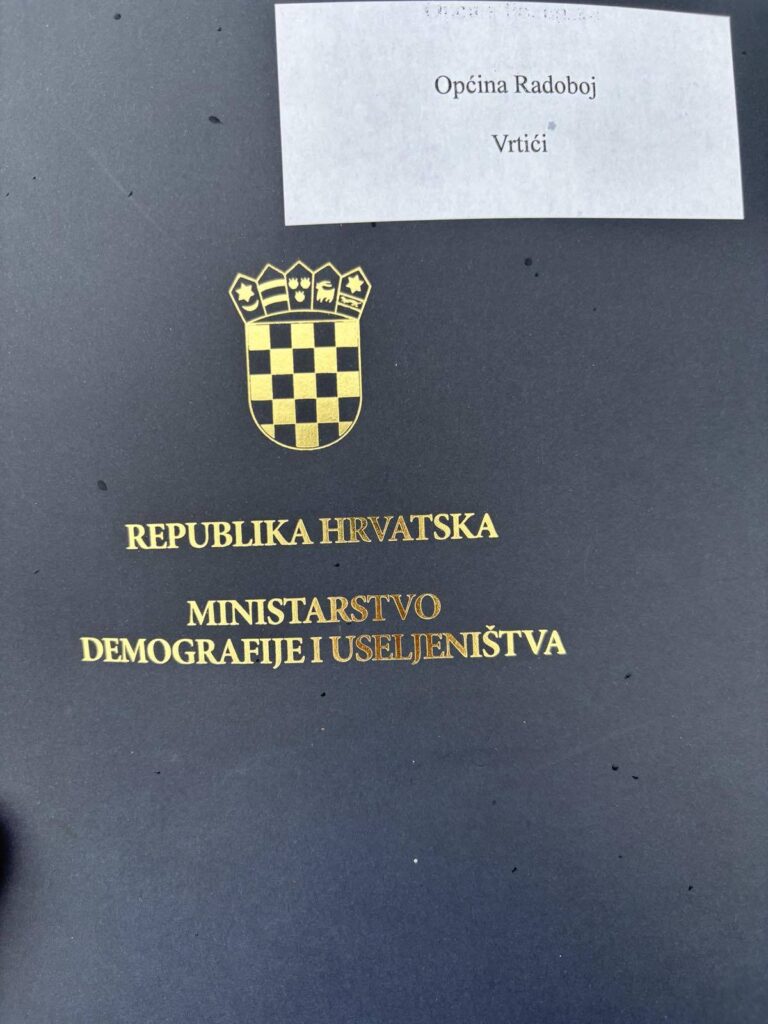 Općina Radoboj
Vrtići
REPUBLIKA HRVATSKA
MINISTARSTVO
DEMOGRAFIJE I USELJENIŠTVA